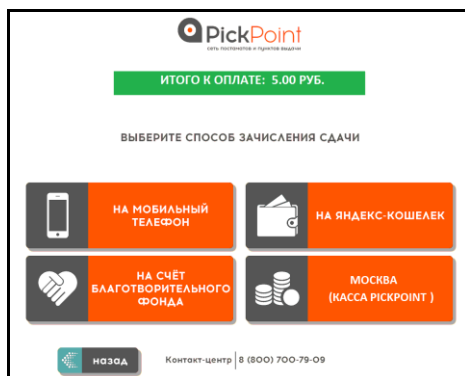 PickPoint
сеть постаматов и пунктов выдачи
ИТОГО К ОПЛАТЕ: 5.00 РУБ.
ВЫБЕРИТЕ СПОСОБ ЗАЧИСЛЕНИЯ СДАЧИ
НА МОБИЛЬНЫЙ
ТЕЛЕФОН
НА ЯНДЕКС-КОШЕЛЕК
НА СЧЁТ
БЛАГОТВОРИТЕЛЬНОГО
ФОНДА
МОСКВА
(КАССА PICKPOINT )
назад
Контакт-центр 8 (800) 700-79-09